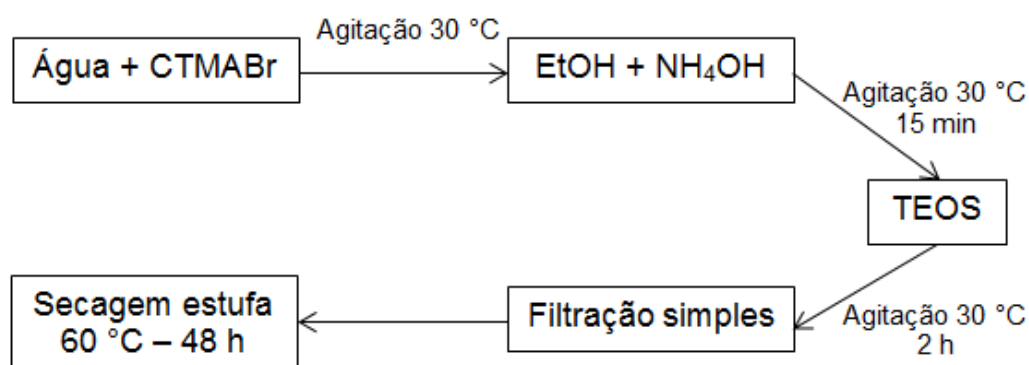 Água + CTMABr
Agitação 30 °C
EtOH + NH₄OH
Agitação 30 °C
15 min
TEOS
Agitação 30 °C
2 h
Filtração simples
Secagem estufa
60 °C – 48 h